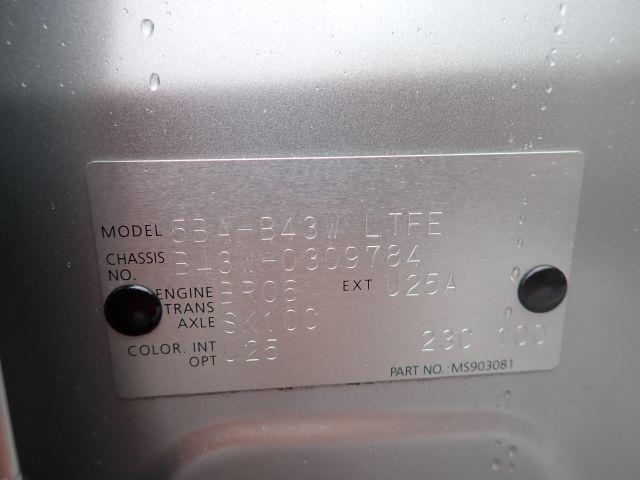 MODEL 5BA-B43W LTFE
CHASSIS NO. B43W-0309784
ENGINE BR06 EXT U25A
TRANS AXLE SK100
COLOR. INT U25 230 100
OPT
PART NO.:MS903081